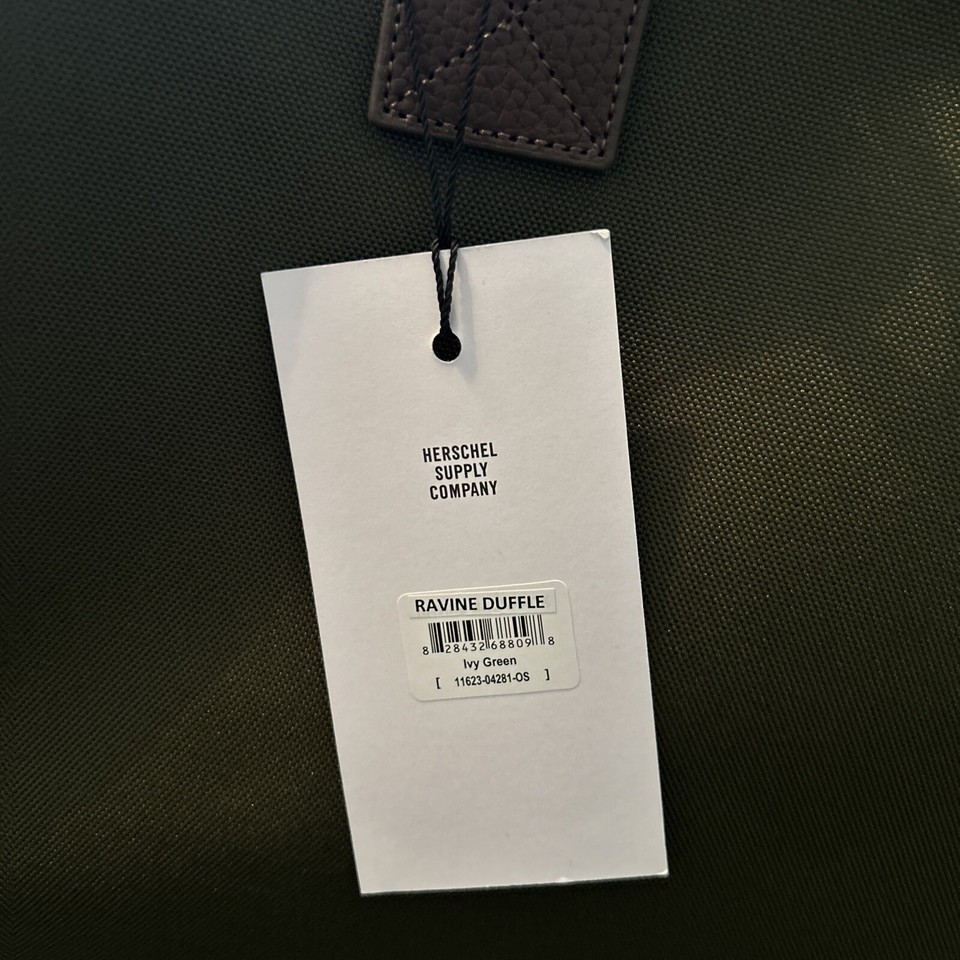 HERSCHEL
SUPPLY
COMPANY
RAVINE DUFFLE
8 28432 68809 8
Ivy Green
[ 11623-04281-OS ]